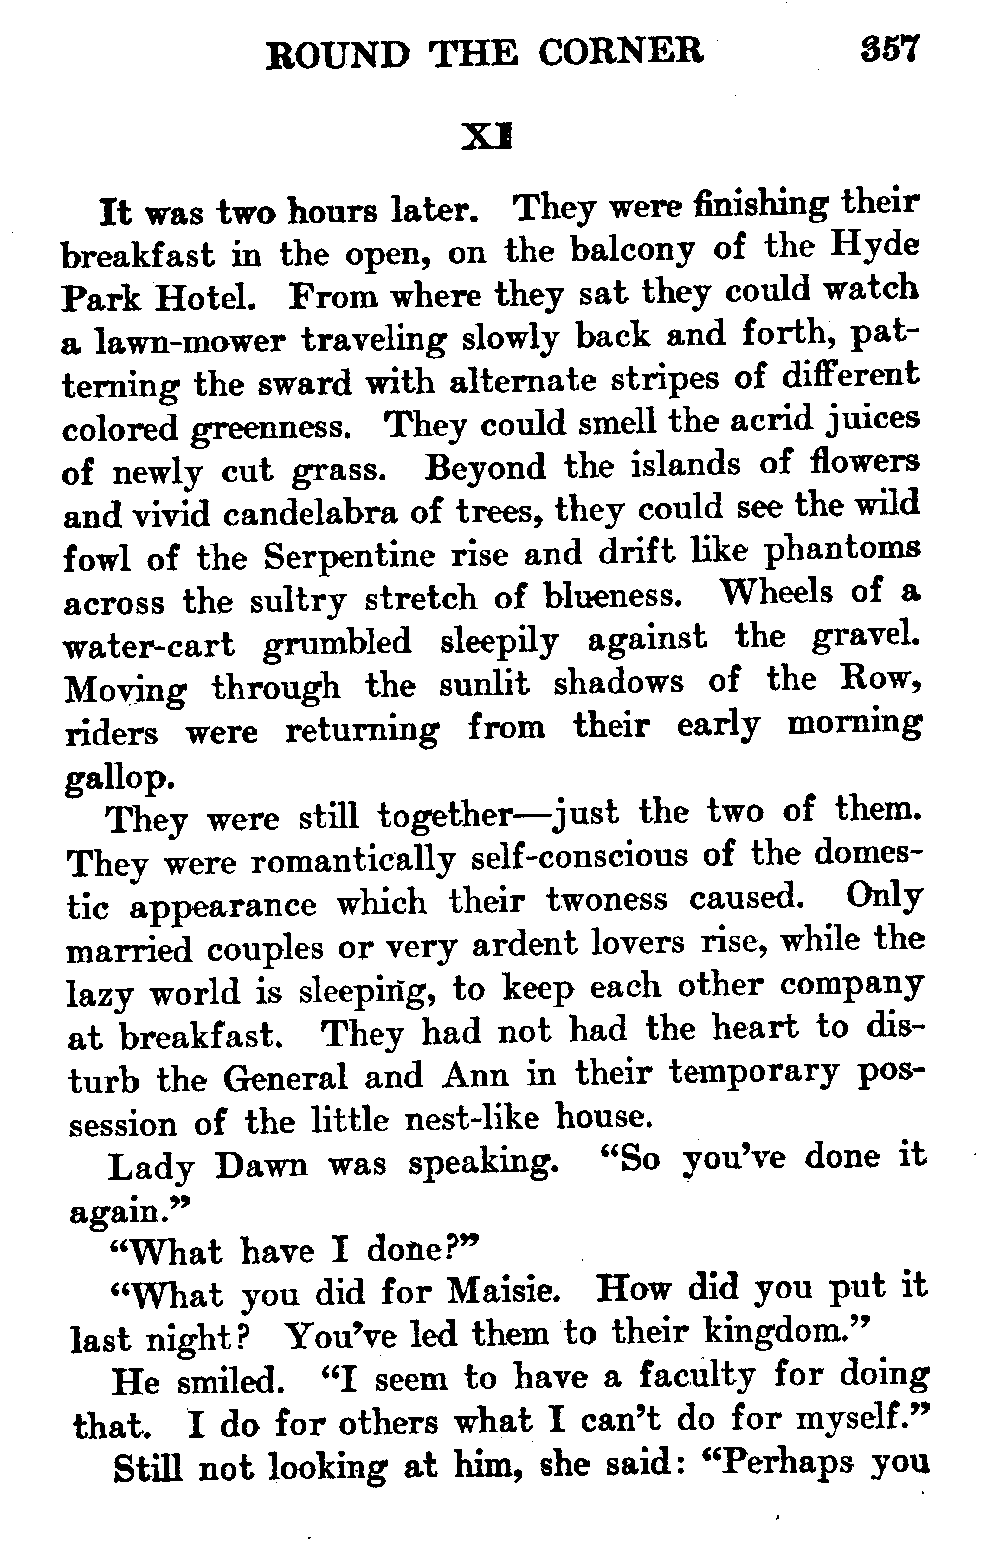 ROUND THE CORNER 357
XI
It was two hours later. They were finishing their
breakfast in the open, on the balcony of the Hyde
Park Hotel. From where they sat they could watch
a lawn-mower traveling slowly back and forth, pat-
terning the sward with alternate stripes of different
colored greenness. They could smell the acrid juices
of newly cut grass. Beyond the islands of flowers
and vivid candelabra of trees, they could see the wild
fowl of the Serpentine rise and drift like phantoms
across the sultry stretch of blueness. Wheels of a
water-cart grumbled sleepily against the gravel.
Moving through the sunlit shadows of the Row,
riders were returning from their early morning
gallop.
They were still together—just the two of them.
They were romantically self-conscious of the domes-
tic appearance which their twoness caused. Only
married couples or very ardent lovers rise, while the
lazy world is sleeping, to keep each other company
at breakfast. They had not had the heart to dis-
turb the General and Ann in their temporary pos-
session of the little nest-like house.
Lady Dawn was speaking. “So you’ve done it
again.”
“What have I done?”
“What you did for Maisie. How did you put it
last night? You’ve led them to their kingdom.”
He smiled. “I seem to have a faculty for doing
that. I do for others what I can’t do for myself.”
Still not looking at him, she said: “Perhaps you